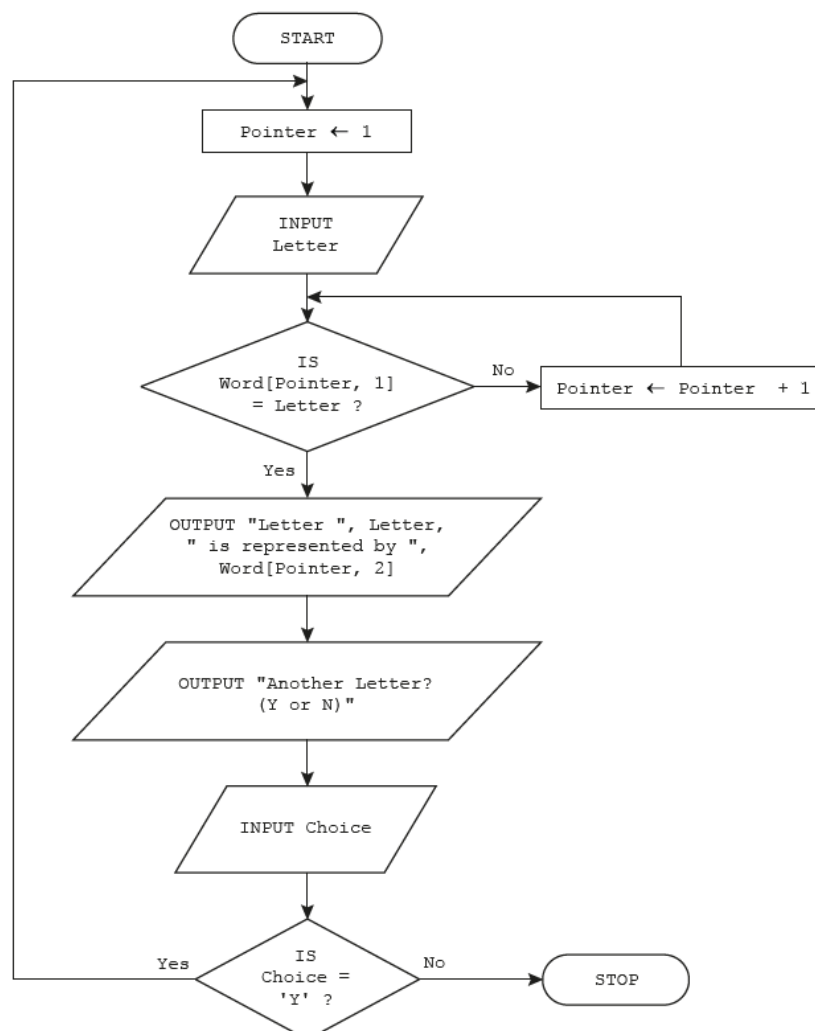 START
Pointer ← 1
INPUT
Letter
IS
Word[Pointer, 1]
= Letter ?
No
Pointer ← Pointer + 1
Yes
OUTPUT "Letter ", Letter,
" is represented by ",
Word[Pointer, 2]
OUTPUT "Another Letter?
(Y or N)"
INPUT Choice
Yes
IS
Choice =
'Y' ?
No
STOP